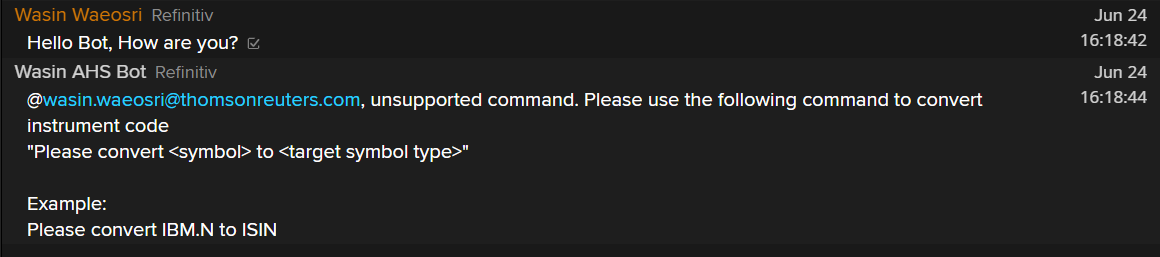 Wasin Waeosri Refinitiv Jun 24
Hello Bot, How are you? 16:18:42
Wasin AHS Bot Refinitiv Jun 24
@wasin.waeosri@thomsonreuters.com, unsupported command. Please use the following command to convert 16:18:44
instrument code
"Please convert <symbol> to <target symbol type>"
Example:
Please convert IBM.N to ISIN